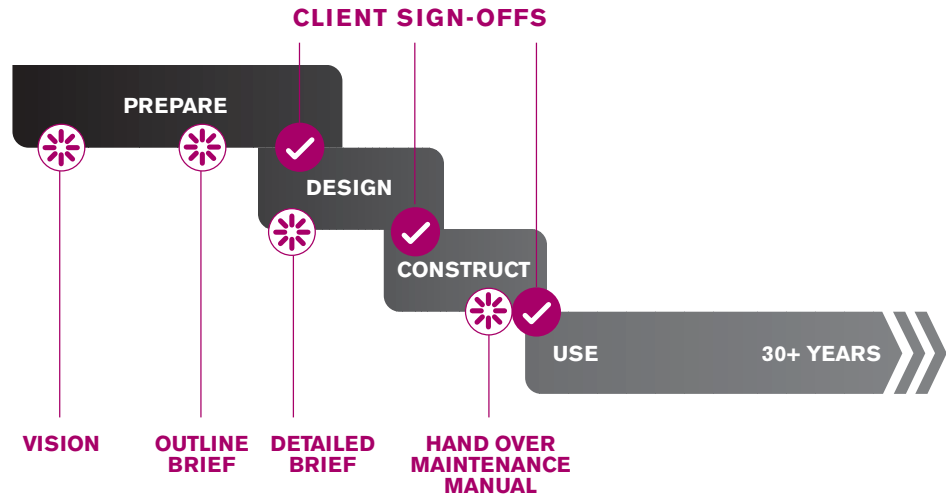 CLIENT SIGN-OFFS
PREPARE
DESIGN
CONSTRUCT
USE
30+ YEARS
VISION
OUTLINE
BRIEF
DETAILED
BRIEF
HAND OVER
MAINTENANCE
MANUAL